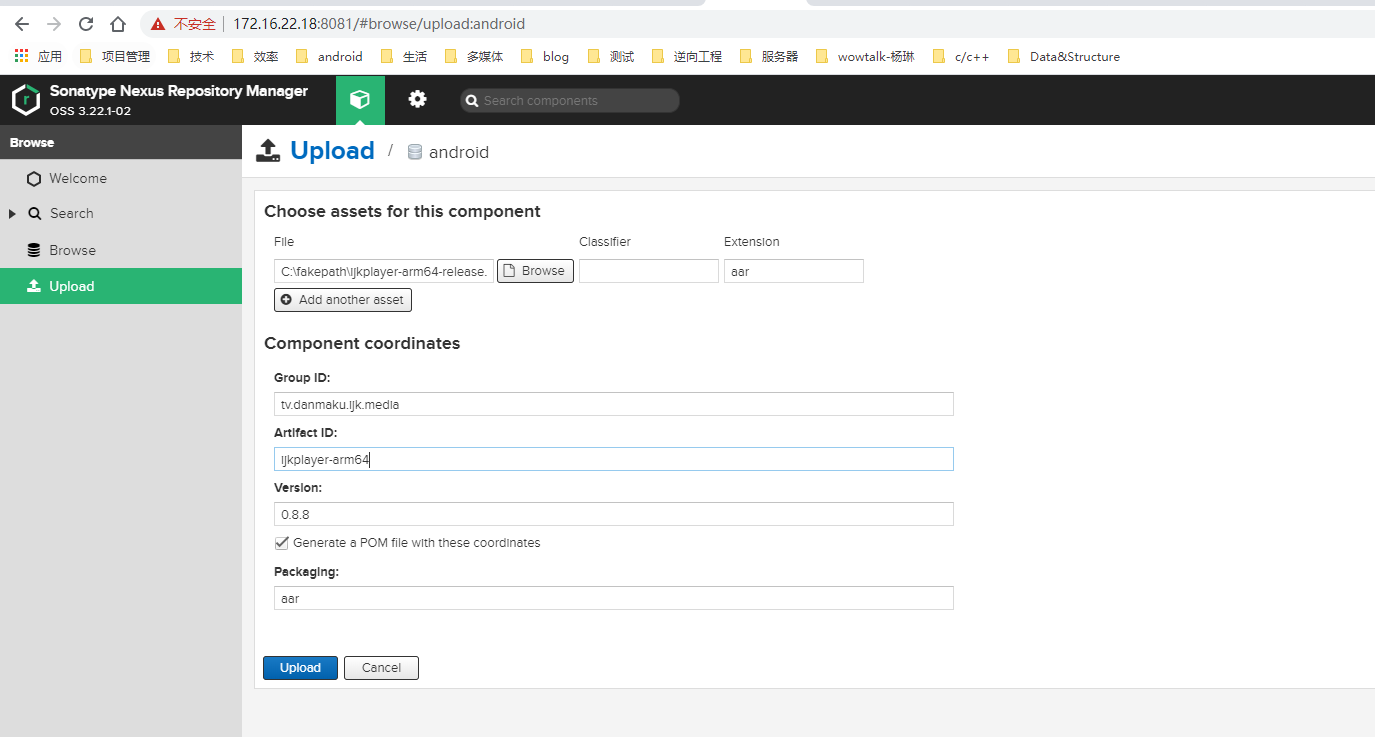 不安全 172.16.22.18:8081/#browse/upload:android
应用 项目管理 技术 效率 android 生活 多媒体 blog 测试 逆向工程 服务器 wowtalk-杨琳 c/c++ Data&Structure
Sonatype Nexus Repository Manager
OSS 3.22.1-02
Search components
Browse
Welcome
Search
Browse
Upload
Upload / android
Choose assets for this component
File Classifier Extension
C:\fakepath\ijkplayer-arm64-release. Browse aar
Add another asset
Component coordinates
Group ID:
tv.danmaku.ijk.media
Artifact ID:
ijkplayer-arm64
Version:
0.8.8
Generate a POM file with these coordinates
Packaging:
aar
Upload Cancel